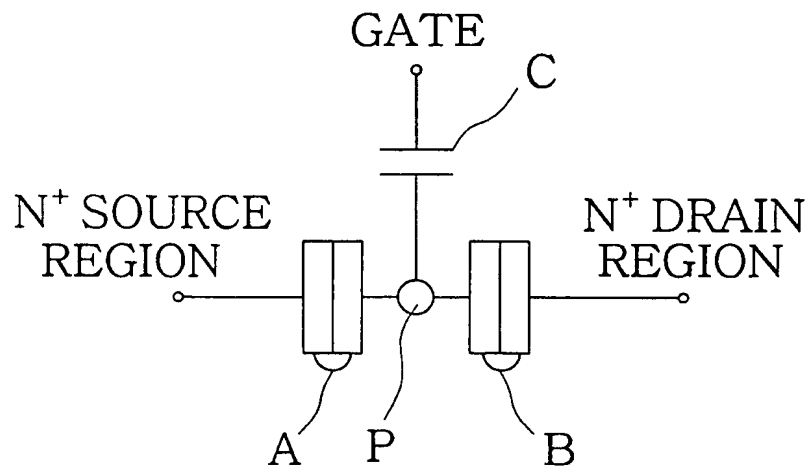 GATE
C
N⁺ SOURCE
REGION
N⁺ DRAIN
REGION
A
P
B